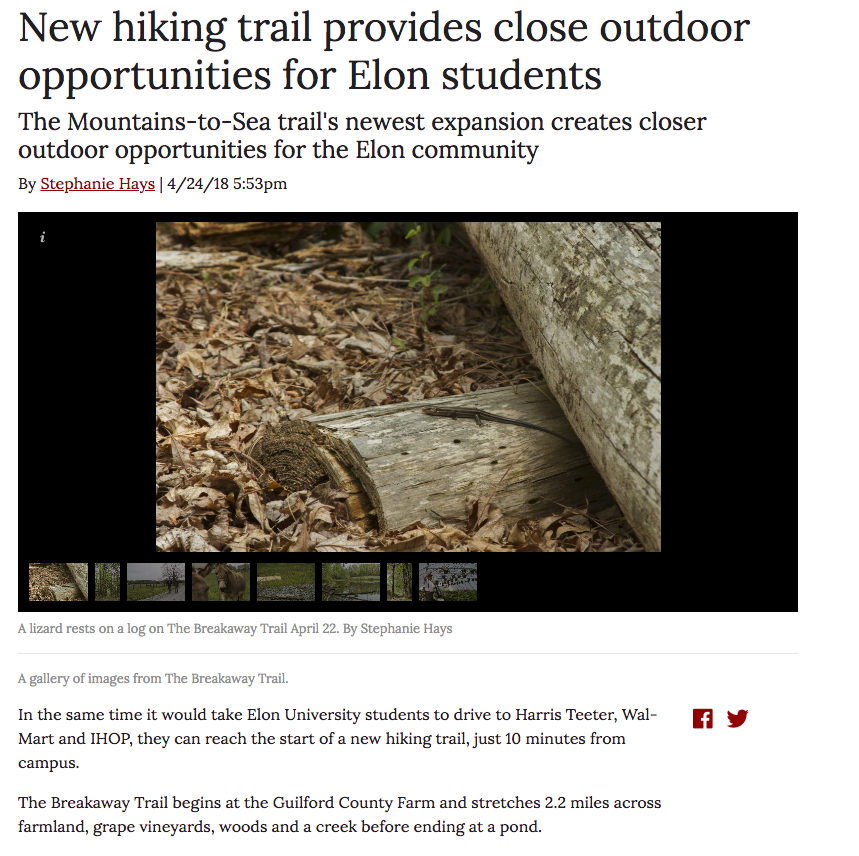 New hiking trail provides close outdoor
opportunities for Elon students
The Mountains-to-Sea trail's newest expansion creates closer
outdoor opportunities for the Elon community
By Stephanie Hays | 4/24/18 5:53pm
i
A lizard rests on a log on The Breakaway Trail April 22. By Stephanie Hays
A gallery of images from The Breakaway Trail.
In the same time it would take Elon University students to drive to Harris Teeter, Wal-
Mart and IHOP, they can reach the start of a new hiking trail, just 10 minutes from
campus.
The Breakaway Trail begins at the Guilford County Farm and stretches 2.2 miles across
farmland, grape vineyards, woods and a creek before ending at a pond.